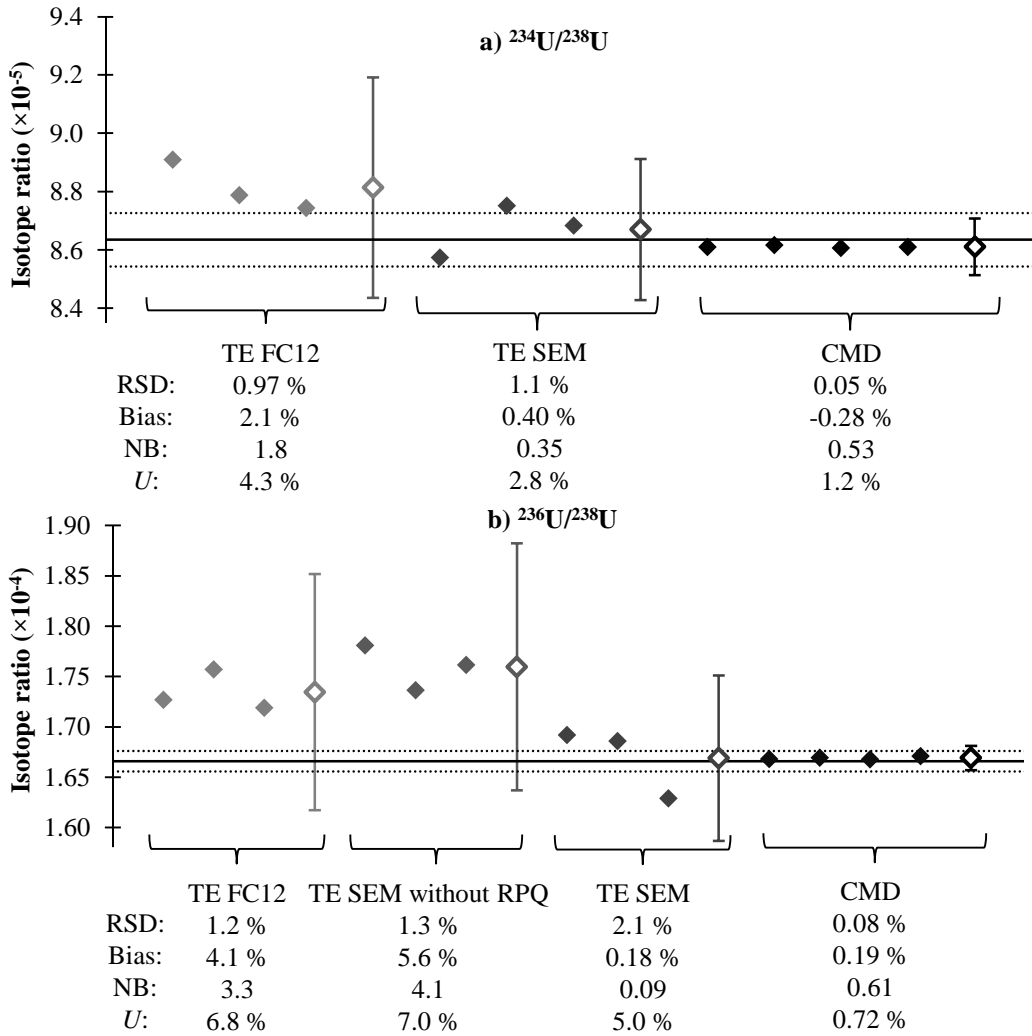 a) ²³⁴U/²³⁸U
Isotope ratio (×10⁻⁵)
9.4
9.2
9.0
8.8
8.6
8.4
TE FC12 TE SEM CMD
RSD: 0.97 % 1.1 % 0.05 %
Bias: 2.1 % 0.40 % -0.28 %
NB: 1.8 0.35 0.53
U: 4.3 % 2.8 % 1.2 %
b) ²³⁶U/²³⁸U
Isotope ratio (×10⁻⁴)
1.90
1.85
1.80
1.75
1.70
1.65
1.60
TE FC12 TE SEM without RPQ TE SEM CMD
RSD: 1.2 % 1.3 % 2.1 % 0.08 %
Bias: 4.1 % 5.6 % 0.18 % 0.19 %
NB: 3.3 4.1 0.09 0.61
U: 6.8 % 7.0 % 5.0 % 0.72 %